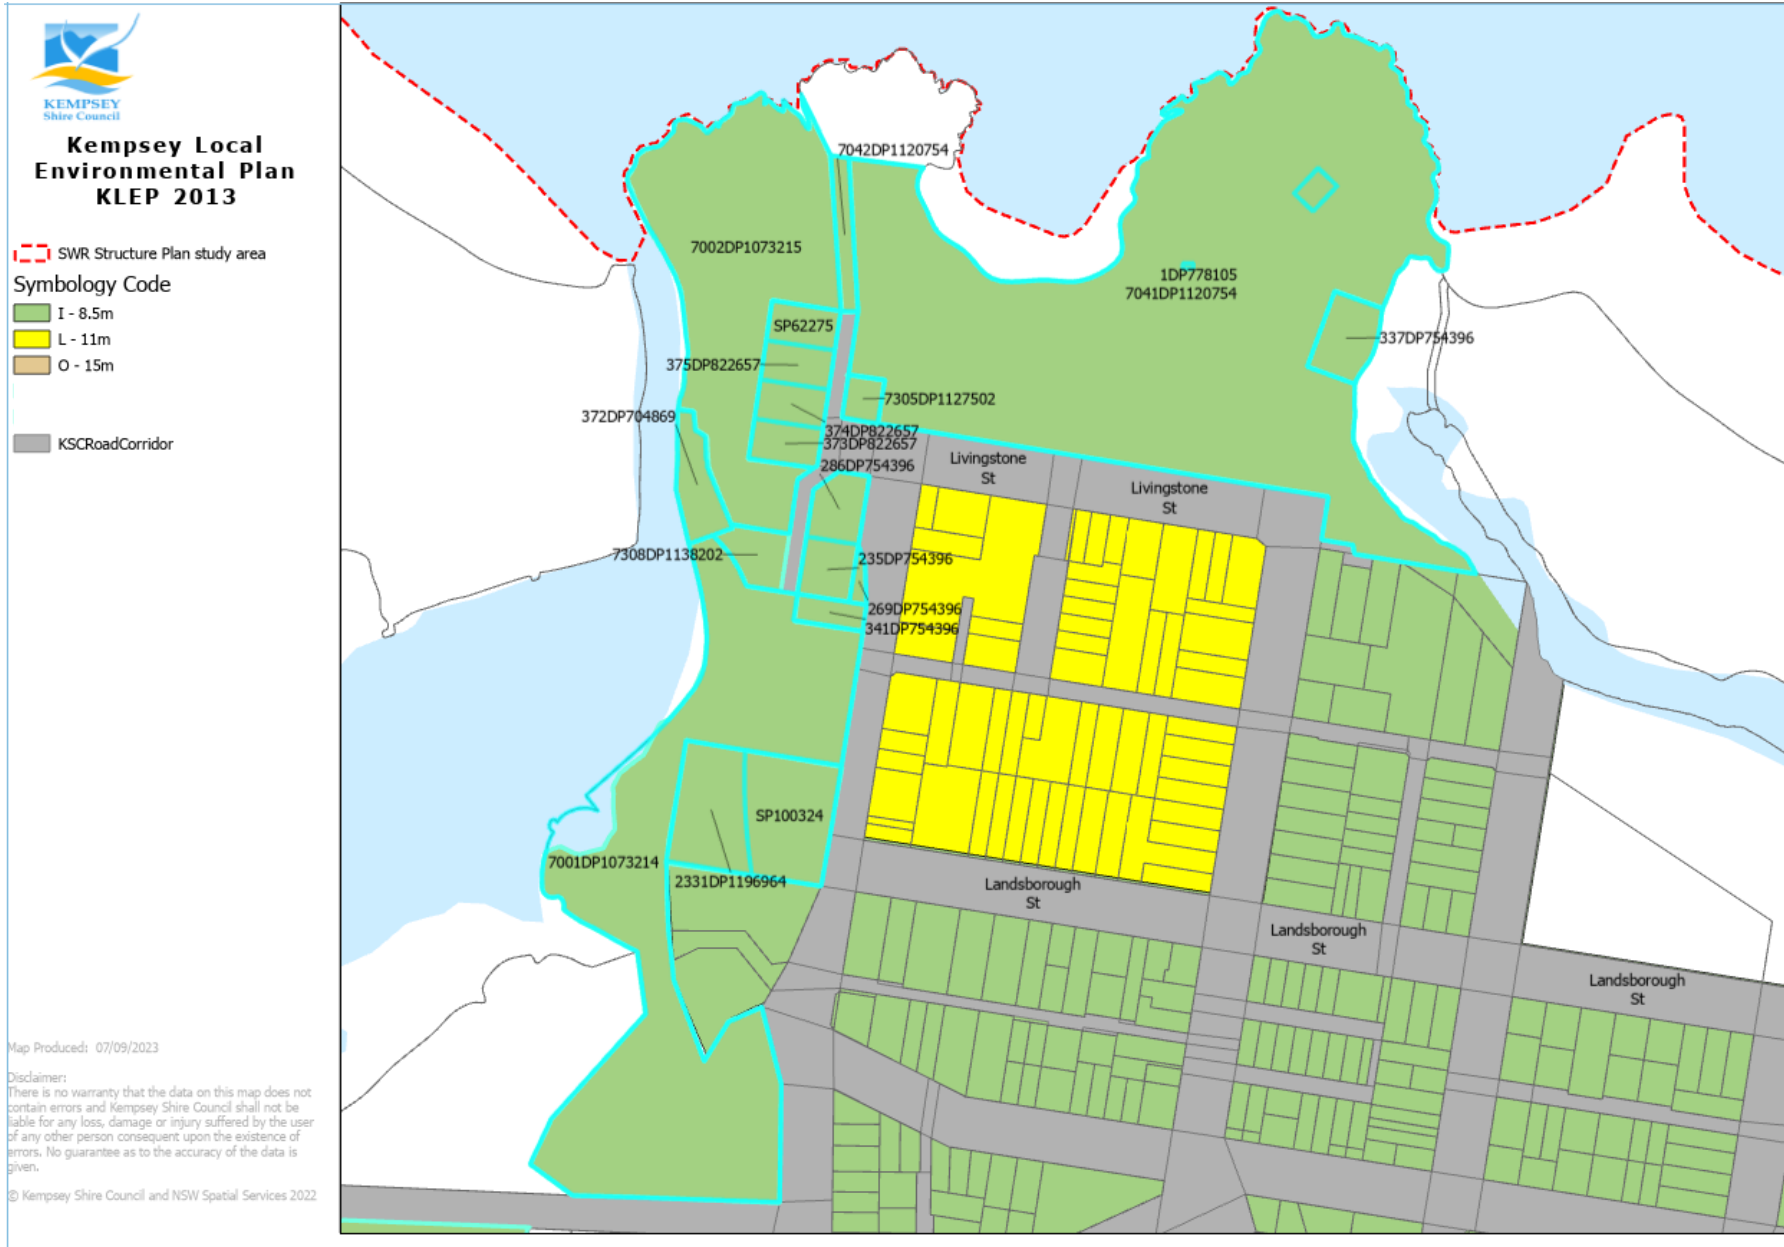 KEMPSEY
Shire Council
Kempsey Local
Environmental Plan
KLEP 2013
SWR Structure Plan study area
Symbology Code
I - 8.5m
L - 11m
O - 15m
KSCRoadCorridor
Map Produced: 07/09/2023
Disclaimer:
There is no warranty that the data on this map does not
contain errors and Kempsey Shire Council shall not be
liable for any loss, damage or injury suffered by the user
of any other person consequent upon the existence of
errors. No guarantee as to the accuracy of the data is
given.
© Kempsey Shire Council and NSW Spatial Services 2022
7042DP1120754
7002DP1073215
1DP778105
7041DP1120754
SP62275
337DP754396
375DP822657
7305DP1127502
372DP704869
374DP822657
373DP822657
286DP754396
Livingstone
St
Livingstone
St
7308DP1138202
235DP754396
269DP754396
341DP754396
SP100324
7001DP1073214
2331DP1196964
Landsborough
St
Landsborough
St
Landsborough
St